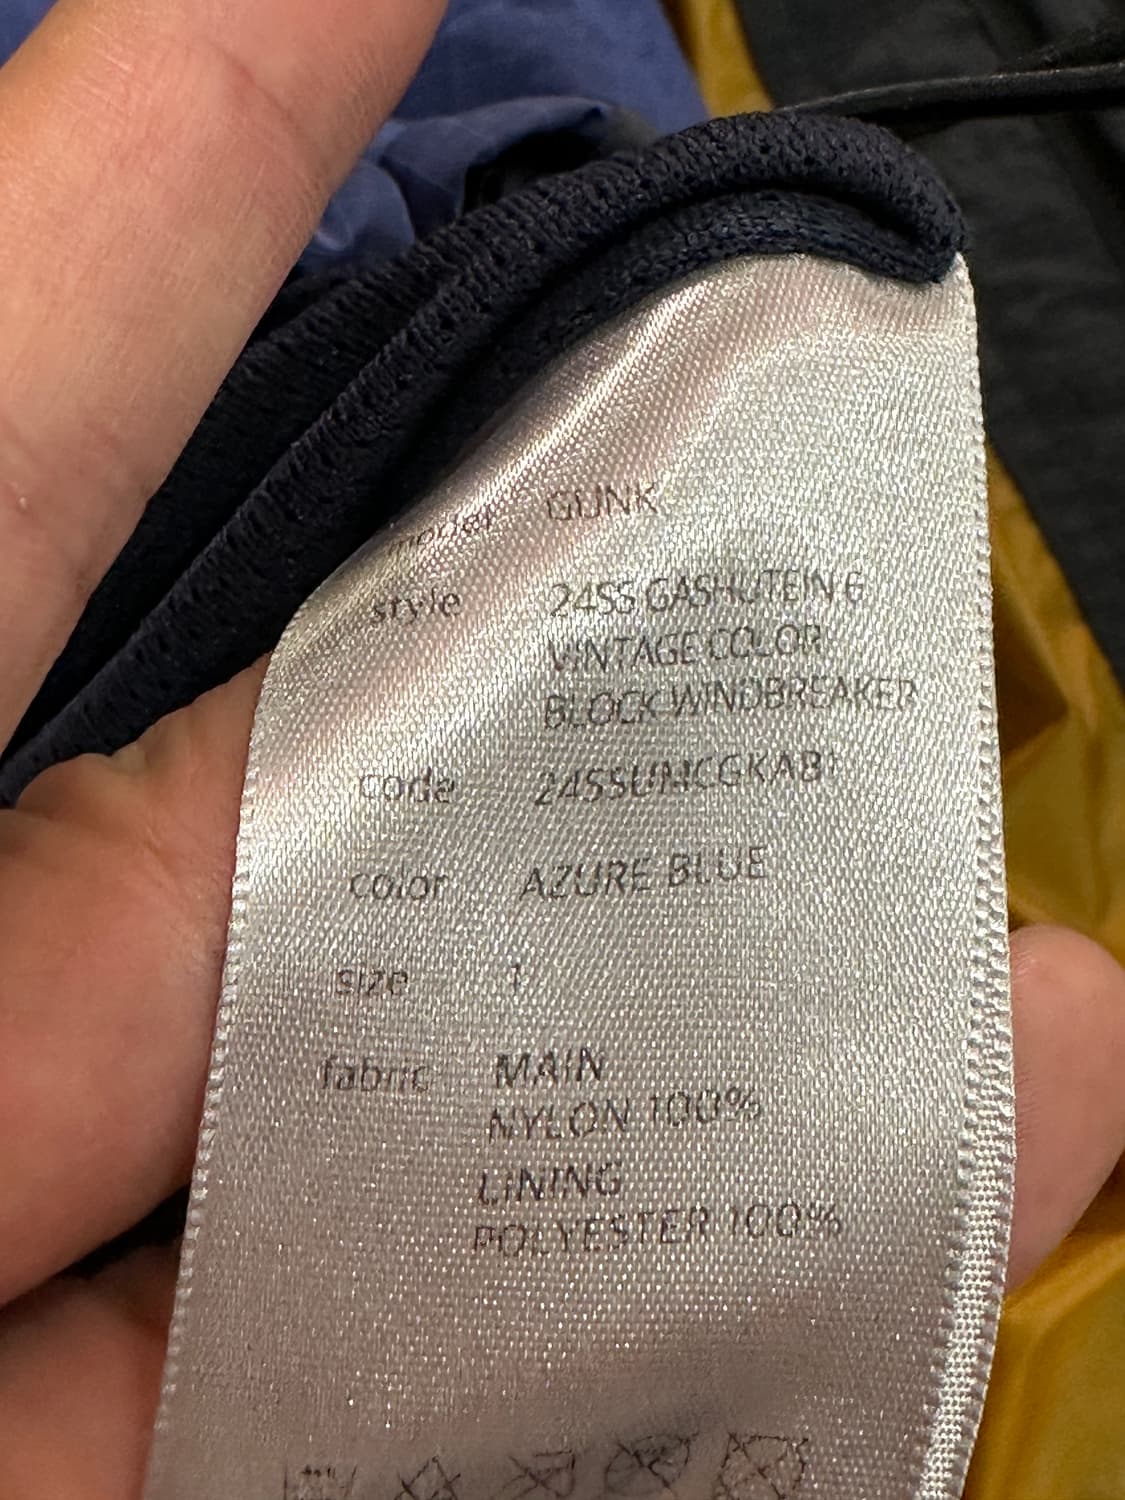 model GUNK
style 24SS GASHUTEIN 6
VINTAGE COLOR
BLOCK WINDBREAKER
code 24SSUMCGKAB1
color AZURE BLUE
size 1
fabric MAIN
NYLON 100%
LINING
POLYESTER 100%